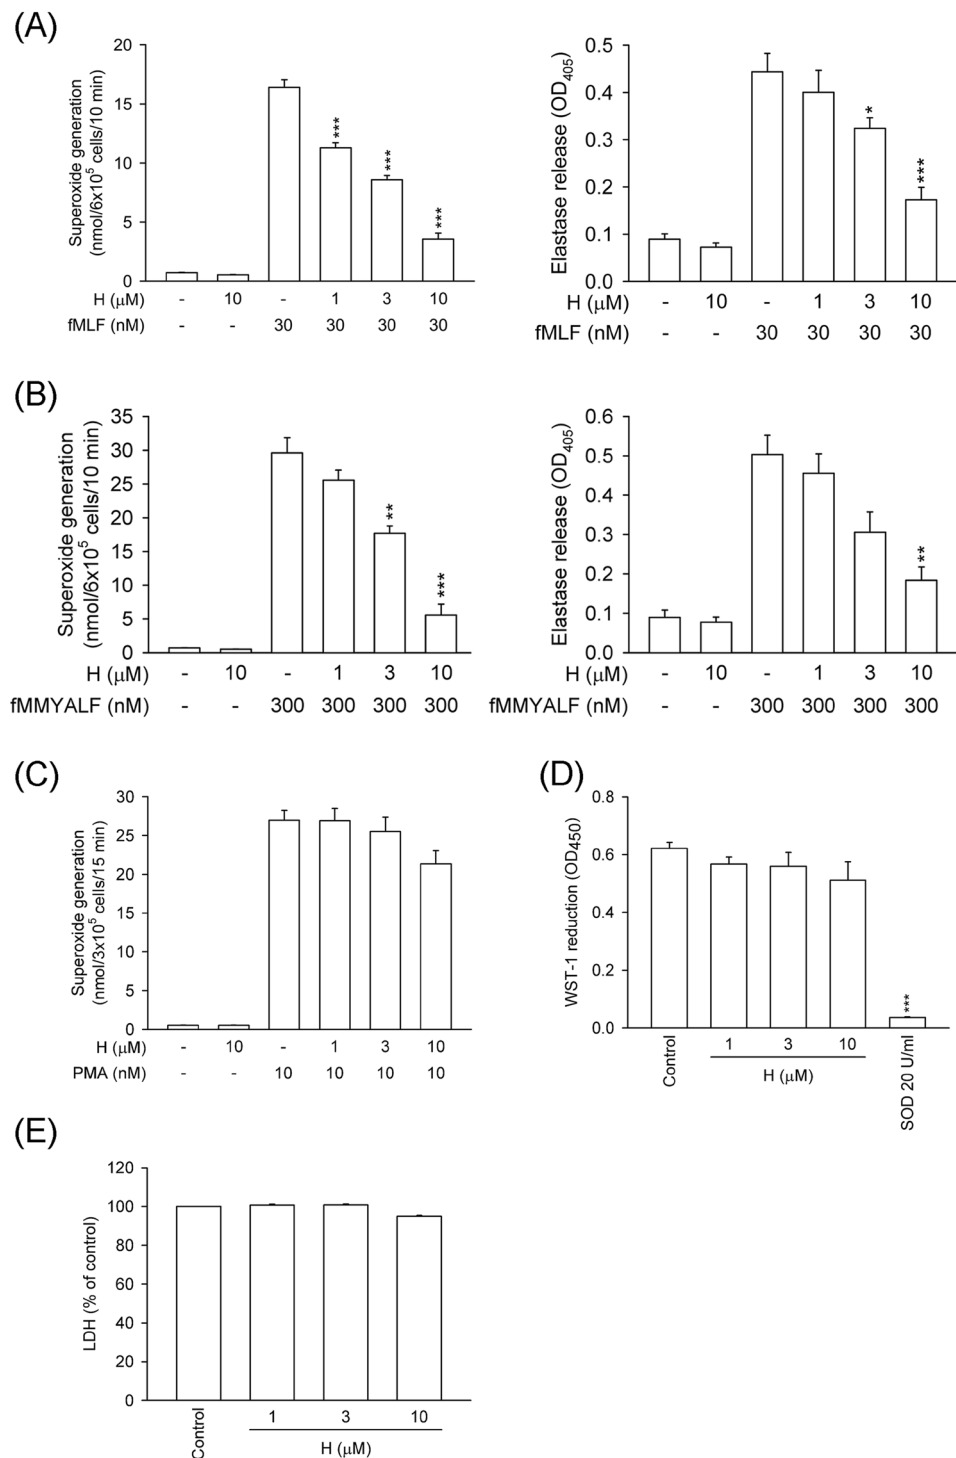 (A)
Superoxide generation
(nmol/6x10⁵ cells/10 min)
20
15
10
5
0
***
***
***
H (μM) - 10 - 1 3 10
fMLF (nM) - - 30 30 30 30
Elastase release (OD₄₀₅)
0.5
0.4
0.3
0.2
0.1
0.0
*
***
H (μM) - 10 - 1 3 10
fMLF (nM) - - 30 30 30 30
(B)
Superoxide generation
(nmol/6x10⁵ cells/10 min)
35
30
25
20
15
10
5
0
**
***
H (μM) - 10 - 1 3 10
fMMYALF (nM) - - 300 300 300 300
Elastase release (OD₄₀₅)
0.6
0.5
0.4
0.3
0.2
0.1
0.0
**
H (μM) - 10 - 1 3 10
fMMYALF (nM) - - 300 300 300 300
(C)
Superoxide generation
(nmol/3x10⁵ cells/15 min)
30
25
20
15
10
5
0
H (μM) - 10 - 1 3 10
PMA (nM) - - 10 10 10 10
(D)
WST-1 reduction (OD450)
0.8
0.6
0.4
0.2
0.0
***
Control 1 3 10 SOD 20 U/ml
H (μM)
(E)
LDH (% of control)
120
100
80
60
40
20
0
Control 1 3 10
H (μM)